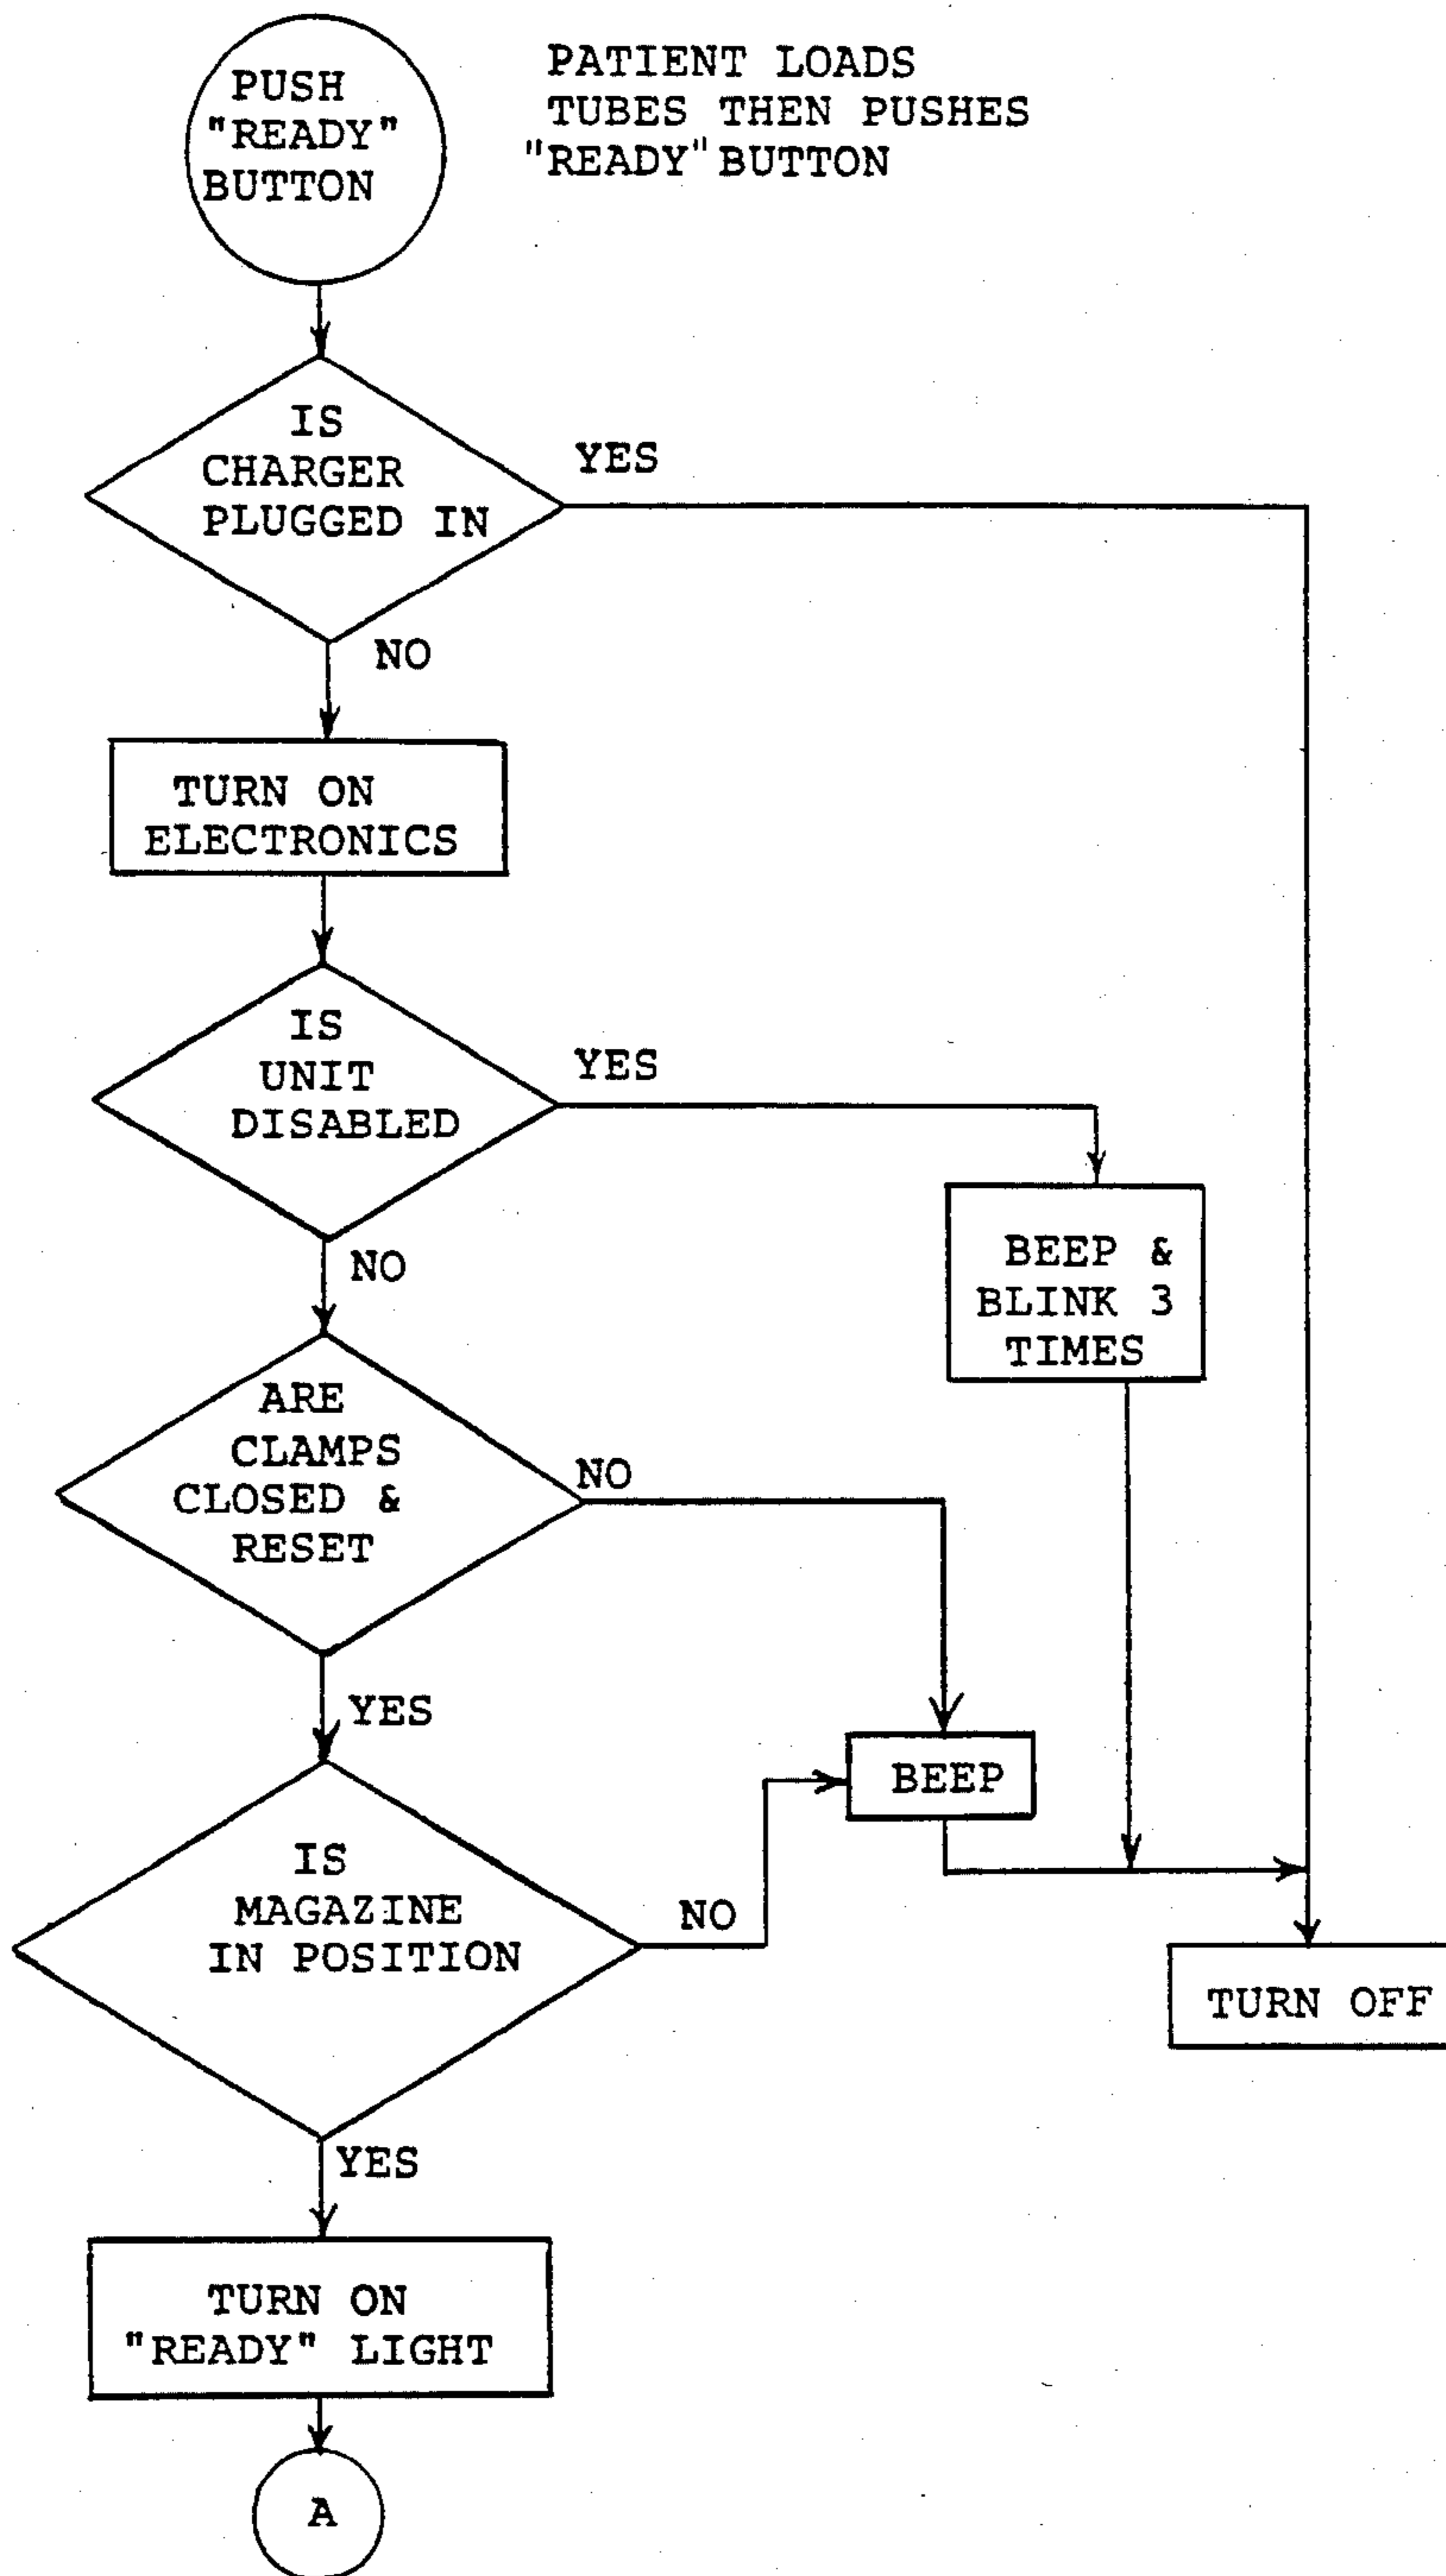 PUSH
"READY"
BUTTON
PATIENT LOADS
TUBES THEN PUSHES
"READY" BUTTON
IS
CHARGER
PLUGGED IN
YES
NO
TURN ON
ELECTRONICS
IS
UNIT
DISABLED
YES
NO
BEEP &
BLINK 3
TIMES
ARE
CLAMPS
CLOSED &
RESET
NO
YES
BEEP
IS
MAGAZINE
IN POSITION
NO
TURN OFF
YES
TURN ON
"READY" LIGHT
A